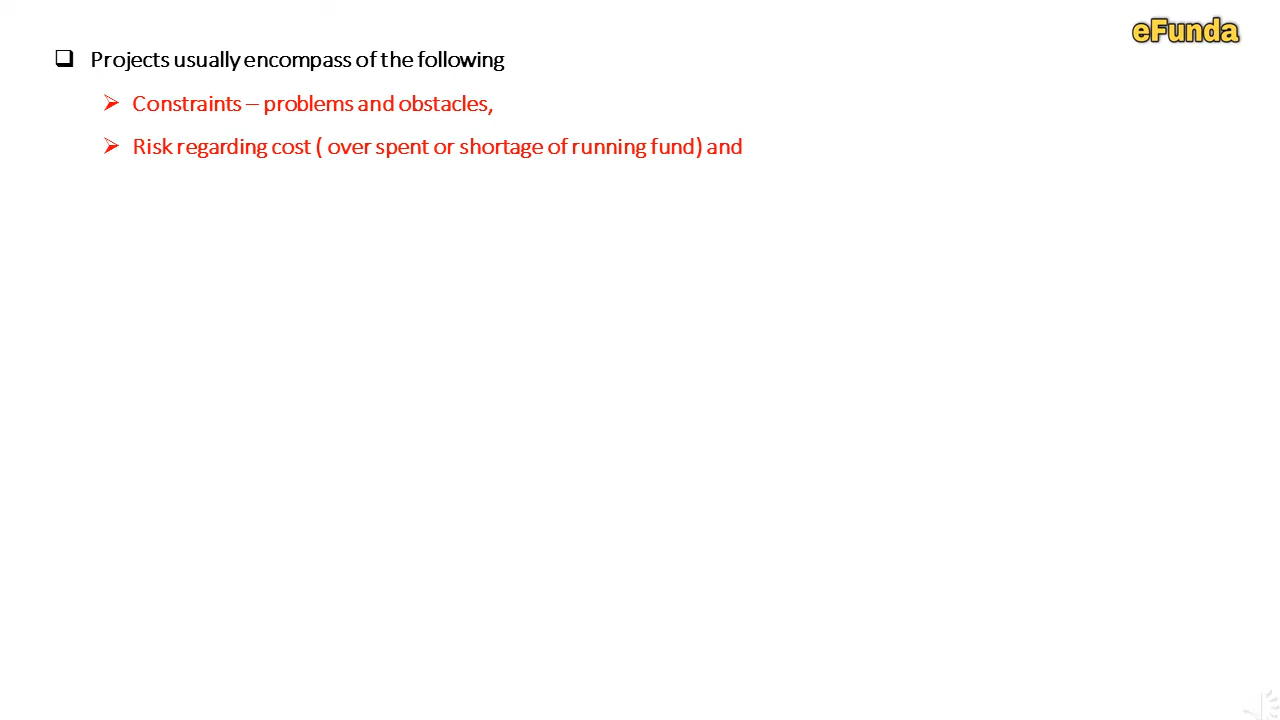 eFunda
Projects usually encompass of the following
Constraints – problems and obstacles,
Risk regarding cost ( over spent or shortage of running fund) and